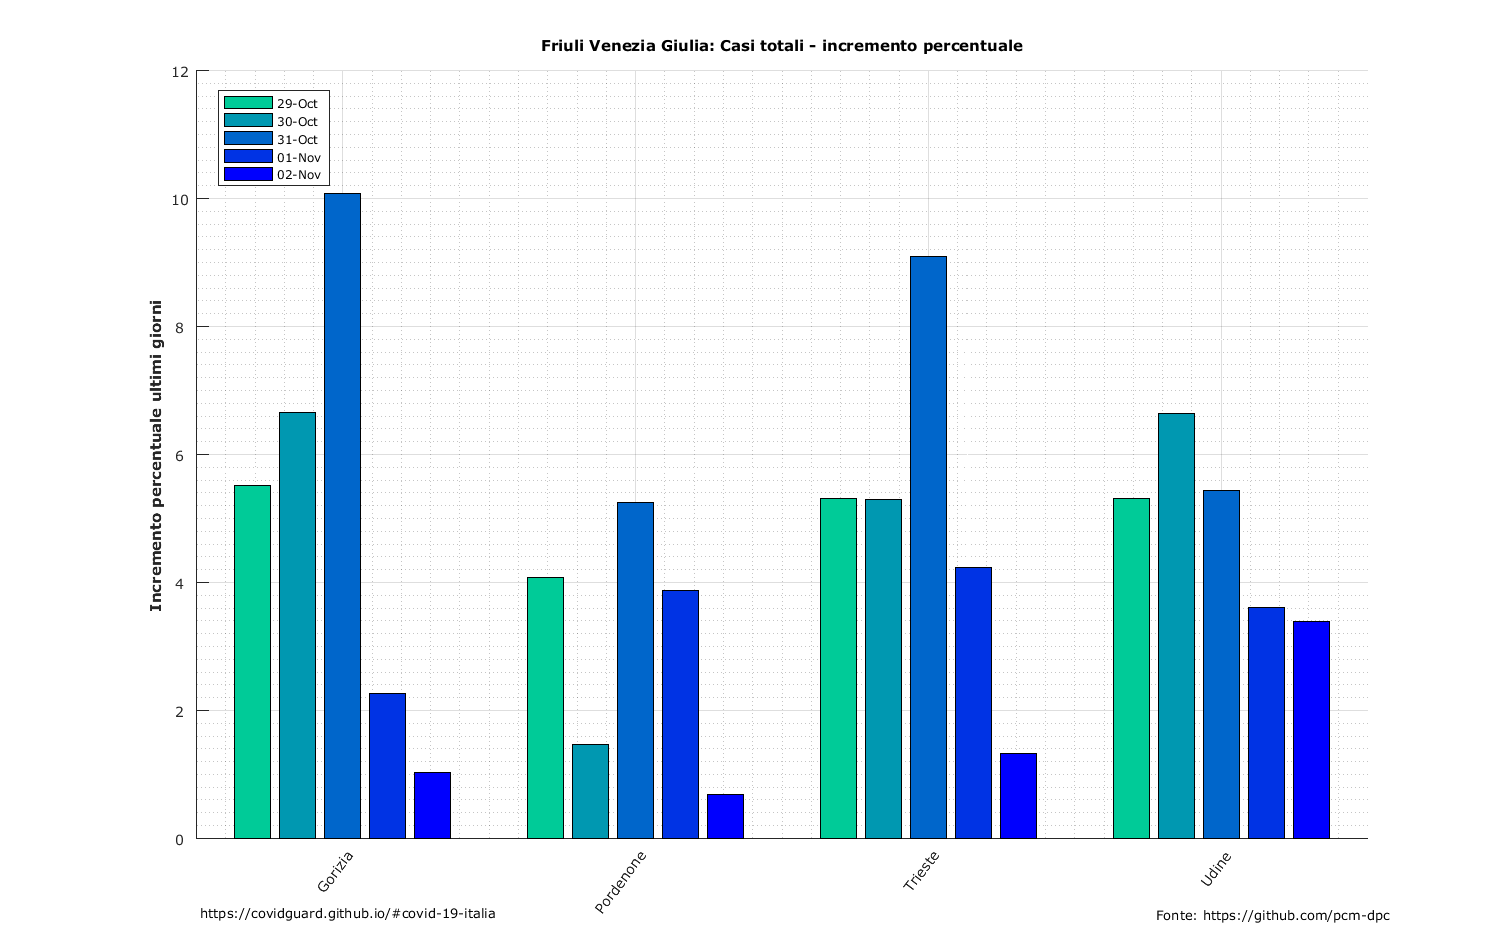 Friuli Venezia Giulia: Casi totali - incremento percentuale
12
10
8
6
4
2
0
Incremento percentuale ultimi giorni
29-Oct
30-Oct
31-Oct
01-Nov
02-Nov
Gorizia
Pordenone
Trieste
Udine
https://covidguard.github.io/#covid-19-italia
Fonte: https://github.com/pcm-dpc